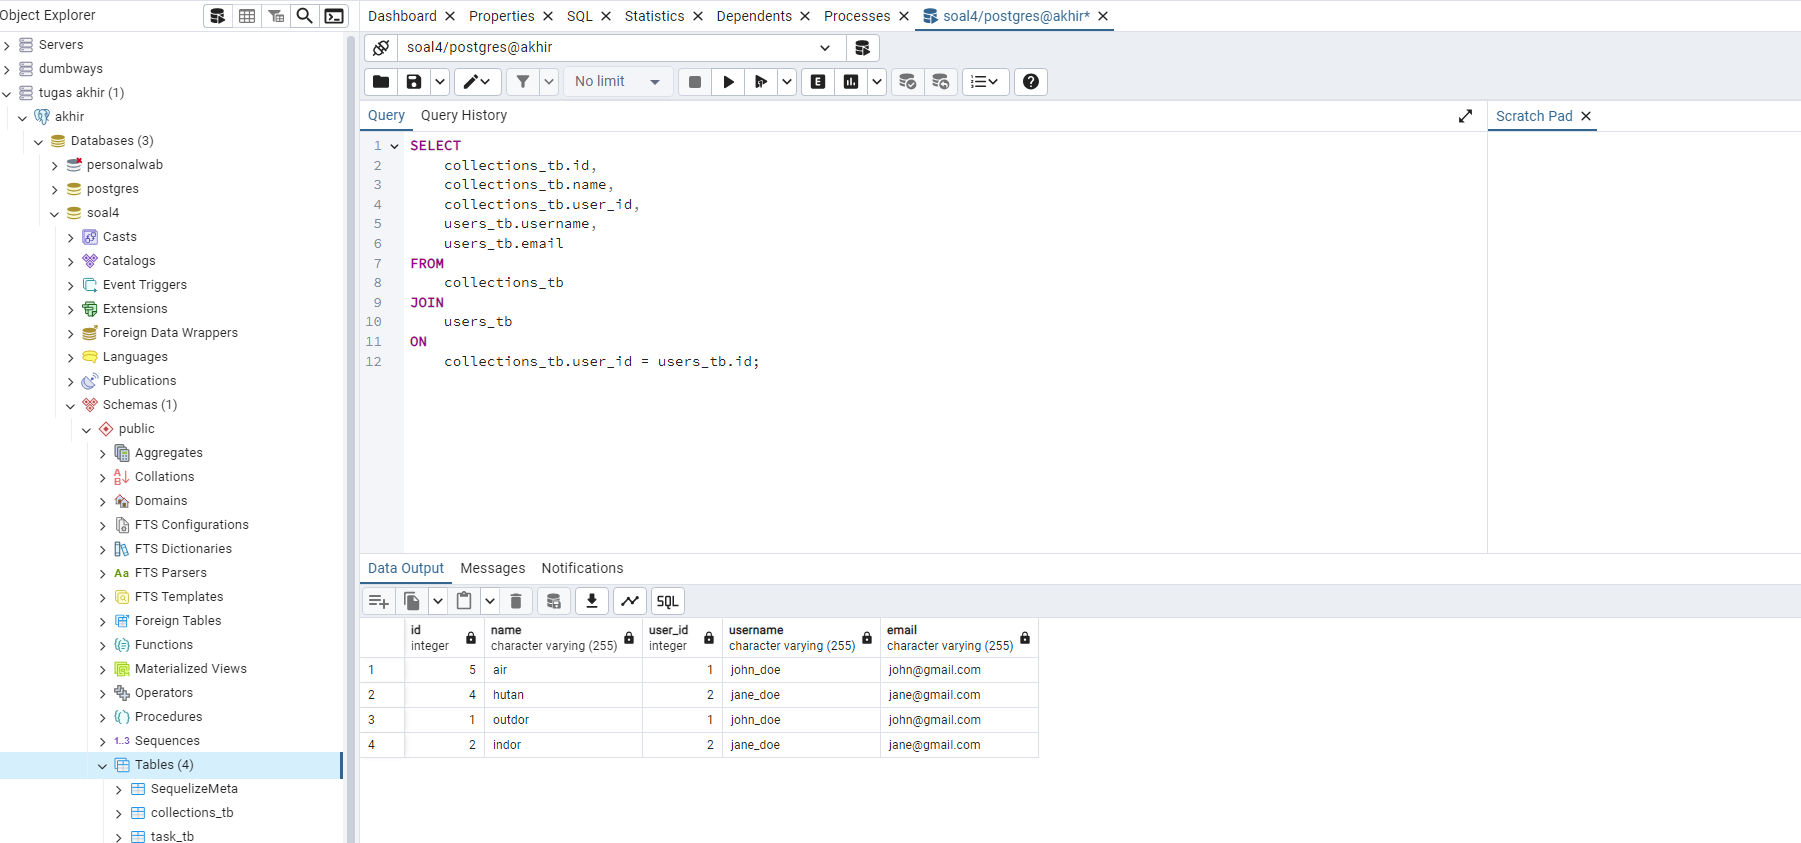 Object Explorer
Servers
dumbways
tugas akhir (1)
akhir
Databases (3)
personalwab
postgres
soal4
Casts
Catalogs
Event Triggers
Extensions
Foreign Data Wrappers
Languages
Publications
Schemas (1)
public
Aggregates
Collations
Domains
FTS Configurations
FTS Dictionaries
Aa FTS Parsers
FTS Templates
Foreign Tables
Functions
Materialized Views
Operators
Procedures
1..3 Sequences
Tables (4)
SequelizeMeta
collections_tb
task_tb
Dashboard Properties SQL Statistics Dependents Processes soal4/postgres@akhir*
soal4/postgres@akhir
No limit E
Query Query History
1 SELECT
2 collections_tb.id,
3 collections_tb.name,
4 collections_tb.user_id,
5 users_tb.username,
6 users_tb.email
7 FROM
8 collections_tb
9 JOIN
10 users_tb
11 ON
12 collections_tb.user_id = users_tb.id;
Scratch Pad
Data Output Messages Notifications
SQL
id name user_id username email
integer character varying (255) integer character varying (255) character varying (255)
1 5 air 1 john_doe john@gmail.com
2 4 hutan 2 jane_doe jane@gmail.com
3 1 outdor 1 john_doe john@gmail.com
4 2 indor 2 jane_doe jane@gmail.com